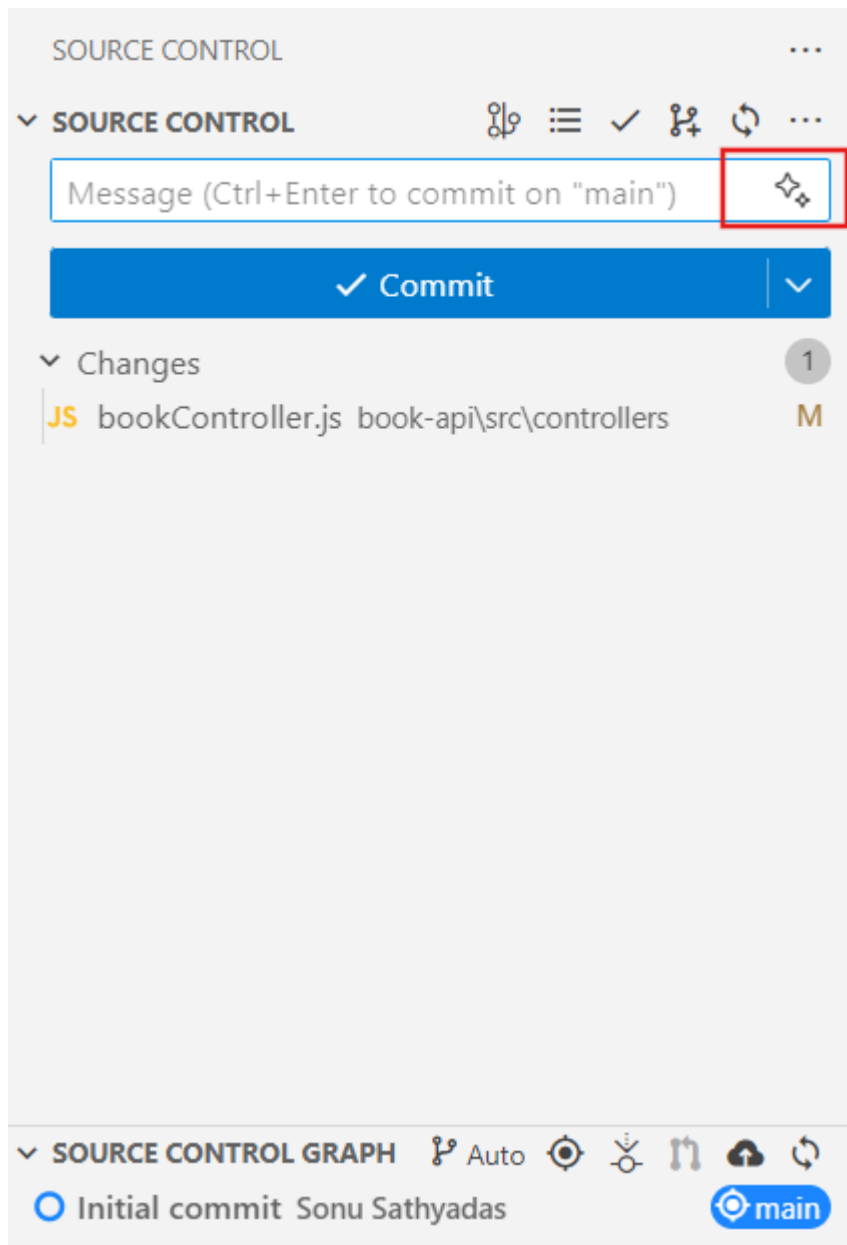 SOURCE CONTROL
SOURCE CONTROL
Message (Ctrl+Enter to commit on "main")
Commit
Changes 1
JS bookController.js book-api\src\controllers M
SOURCE CONTROL GRAPH Auto
Initial commit Sonu Sathyadas main